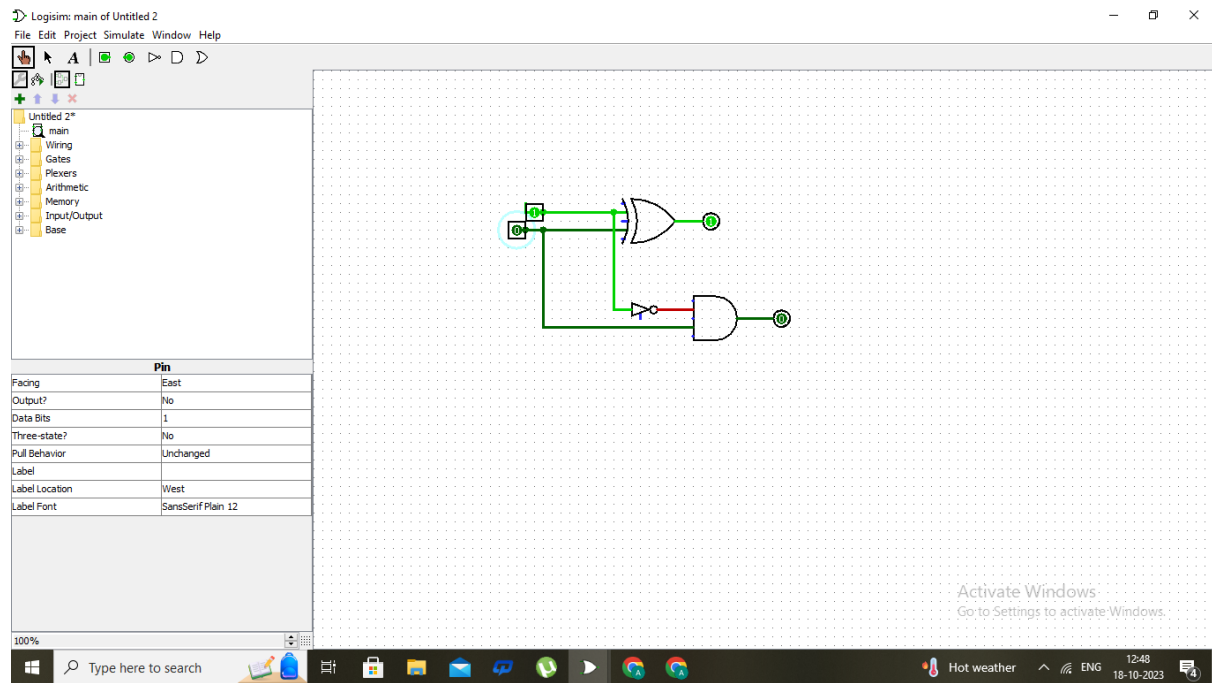 Logisim: main of Untitled 2
File Edit Project Simulate Window Help
A
Untitled 2*
main
Wiring
Gates
Plexers
Arithmetic
Memory
Input/Output
Base
Pin
Facing East
Output? No
Data Bits 1
Three-state? No
Pull Behavior Unchanged
Label
Label Location West
Label Font SansSerif Plain 12
1
0
1
0
Activate Windows
Go to Settings to activate Windows.
100%
Type here to search
Hot weather
ENG
12:48
18-10-2023
4